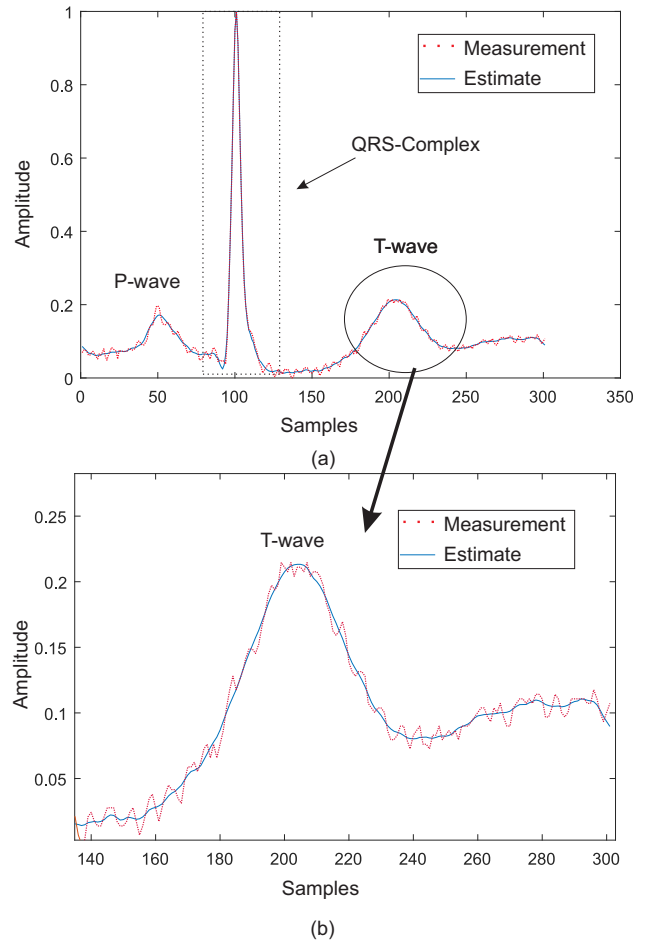 1
Measurement
Estimate
0.8
QRS-Complex
0.6
Amplitude
0.4
T-wave
P-wave
0.2
0
0 50 100 150 200 250 300 350
Samples
(a)
0.25
Measurement
T-wave
Estimate
0.2
0.15
Amplitude
0.1
0.05
140 160 180 200 220 240 260 280 300
Samples
(b)